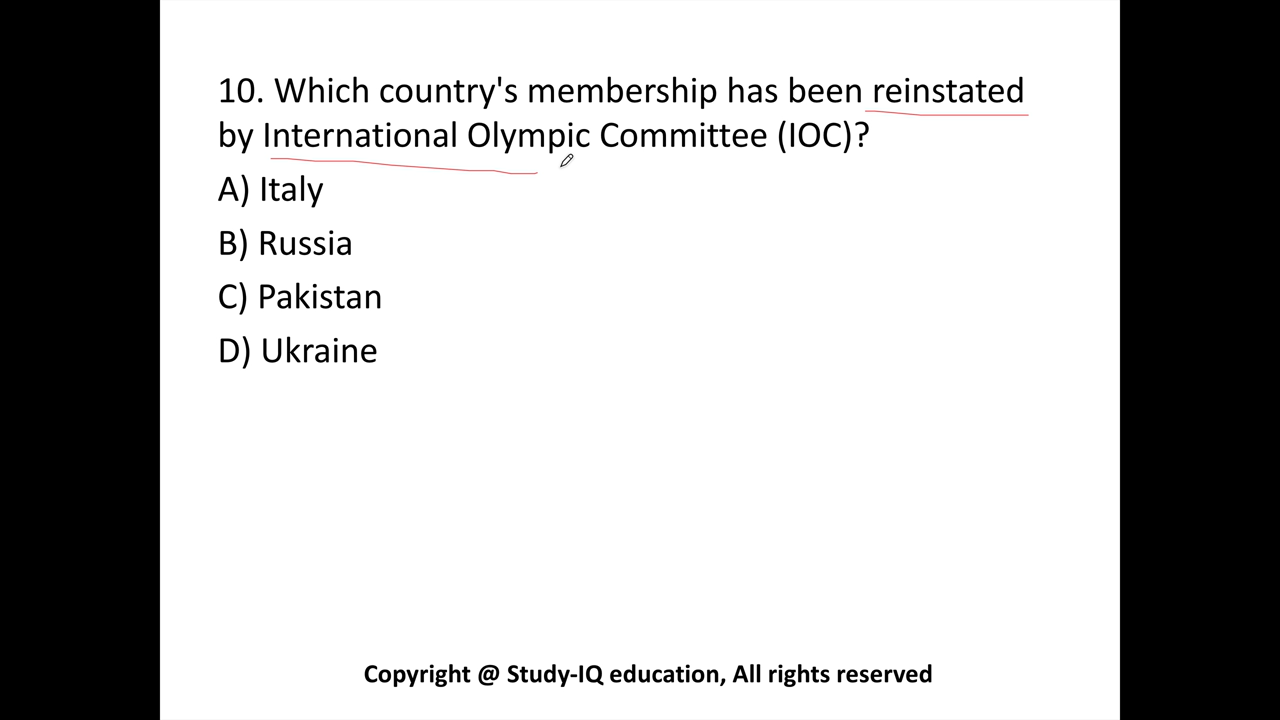 10. Which country's membership has been reinstated
by International Olympic Committee (IOC)?
A) Italy
B) Russia
C) Pakistan
D) Ukraine
Copyright @ Study-IQ education, All rights reserved